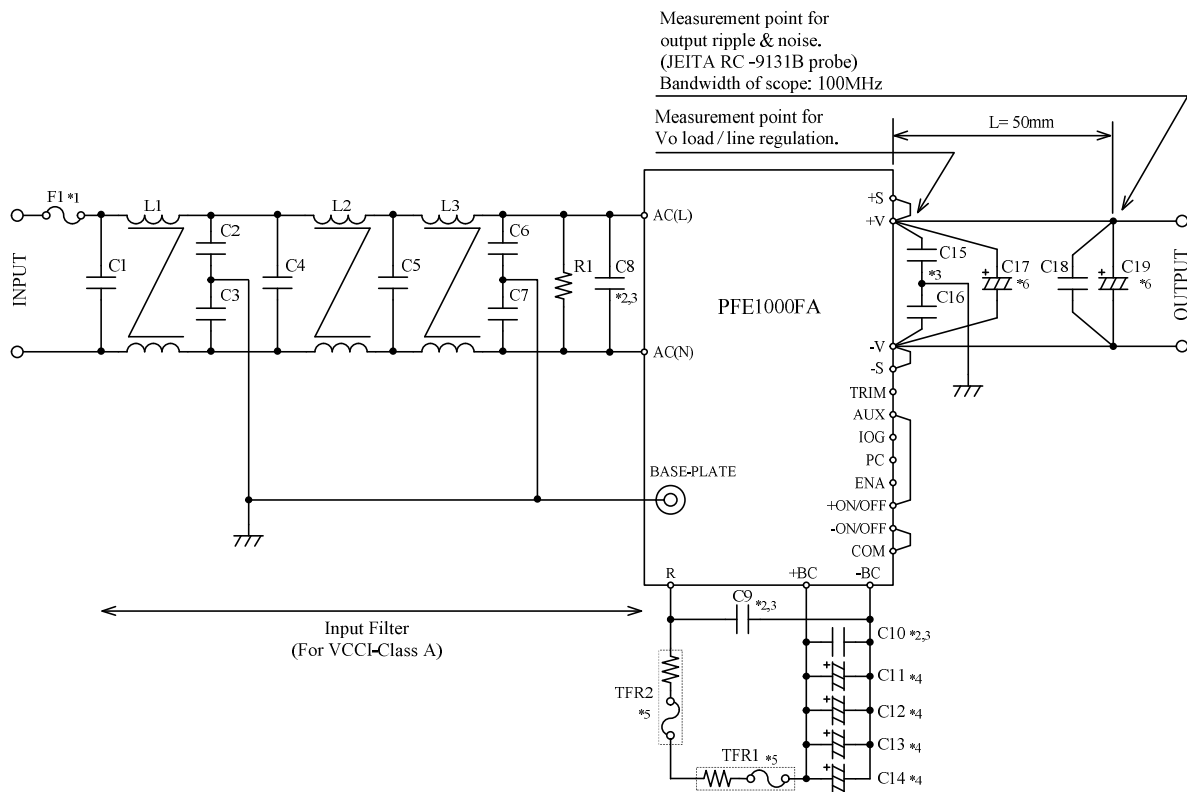 Measurement point for
output ripple & noise.
(JEITA RC -9131B probe)
Bandwidth of scope: 100MHz
Measurement point for
Vo load / line regulation.
L= 50mm
F1 *1
L1
L2
L3
AC(L)
+S
+V
C2
C6
C1
C4
C5
R1
C8
*2,3
C3
C7
INPUT
PFE1000FA
C15
*3
C16
C17
*6
C18
C19
*6
OUTPUT
+
+
AC(N)
-V
-S
TRIM
AUX
IOG
PC
ENA
+ON/OFF
-ON/OFF
COM
BASE-PLATE
R
+BC
-BC
Input Filter
(For VCCI-Class A)
C9 *2,3
C10 *2,3
+ C11 *4
+ C12 *4
+ C13 *4
+ C14 *4
TFR2
*5
TFR1 *5